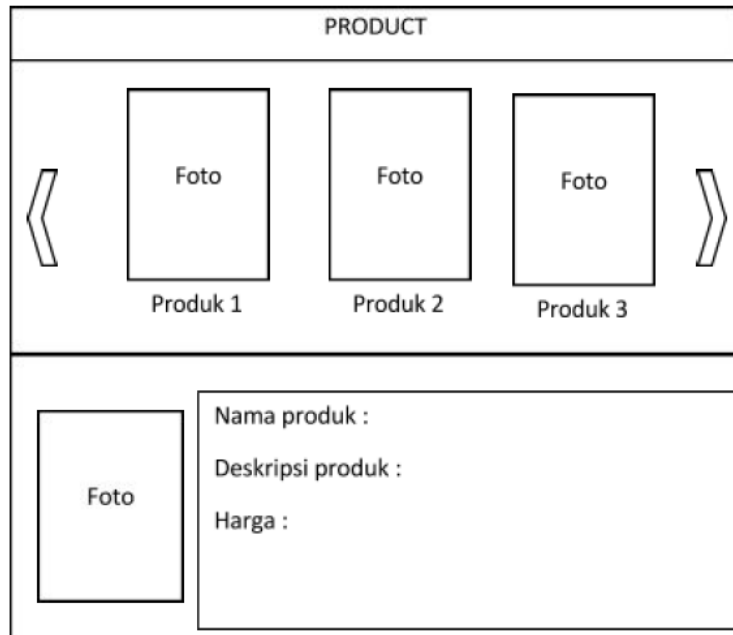 PRODUCT
Foto
Foto
Foto
Produk 1
Produk 2
Produk 3
Foto
Nama produk :
Deskripsi produk :
Harga :